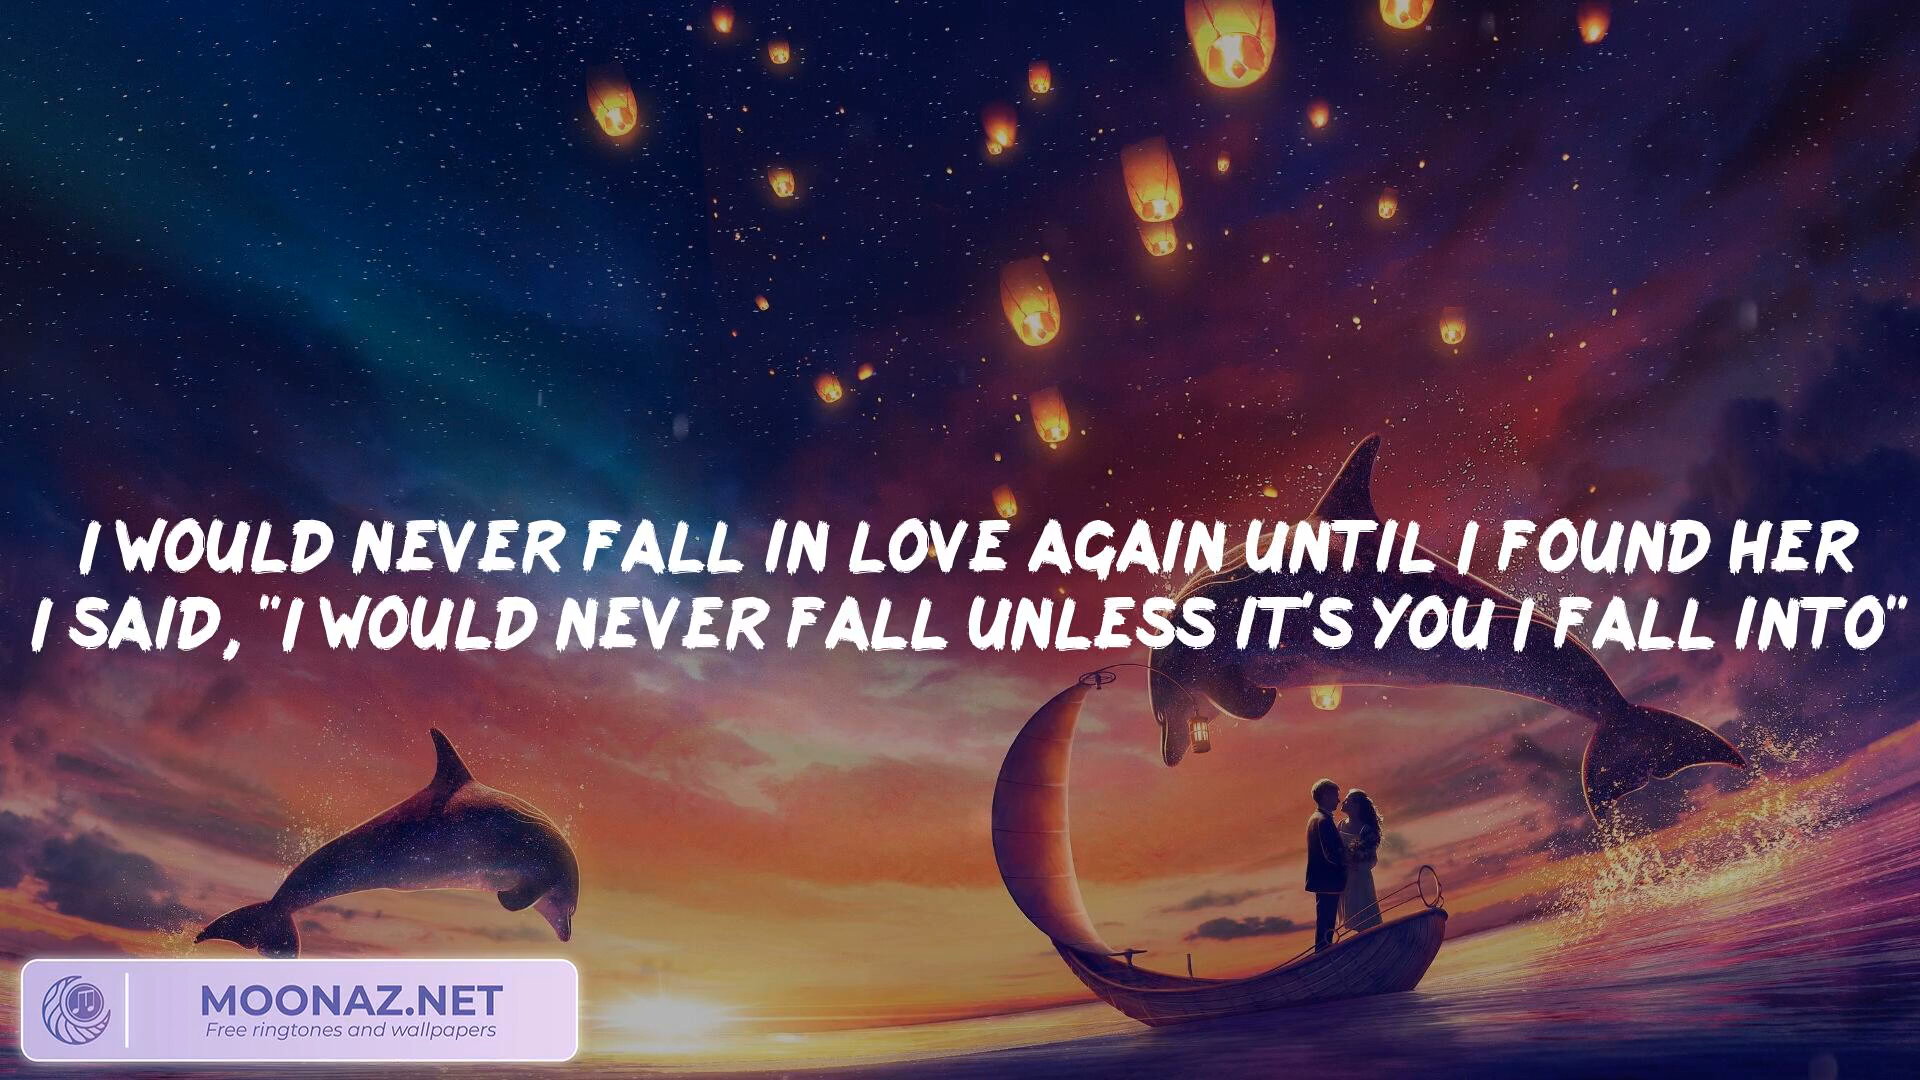 I WOULD NEVER FALL IN LOVE AGAIN UNTIL I FOUND HER
I SAID, "I WOULD NEVER FALL UNLESS IT'S YOU I FALL INTO"
MOONAZ.NET
Free ringtones and wallpapers